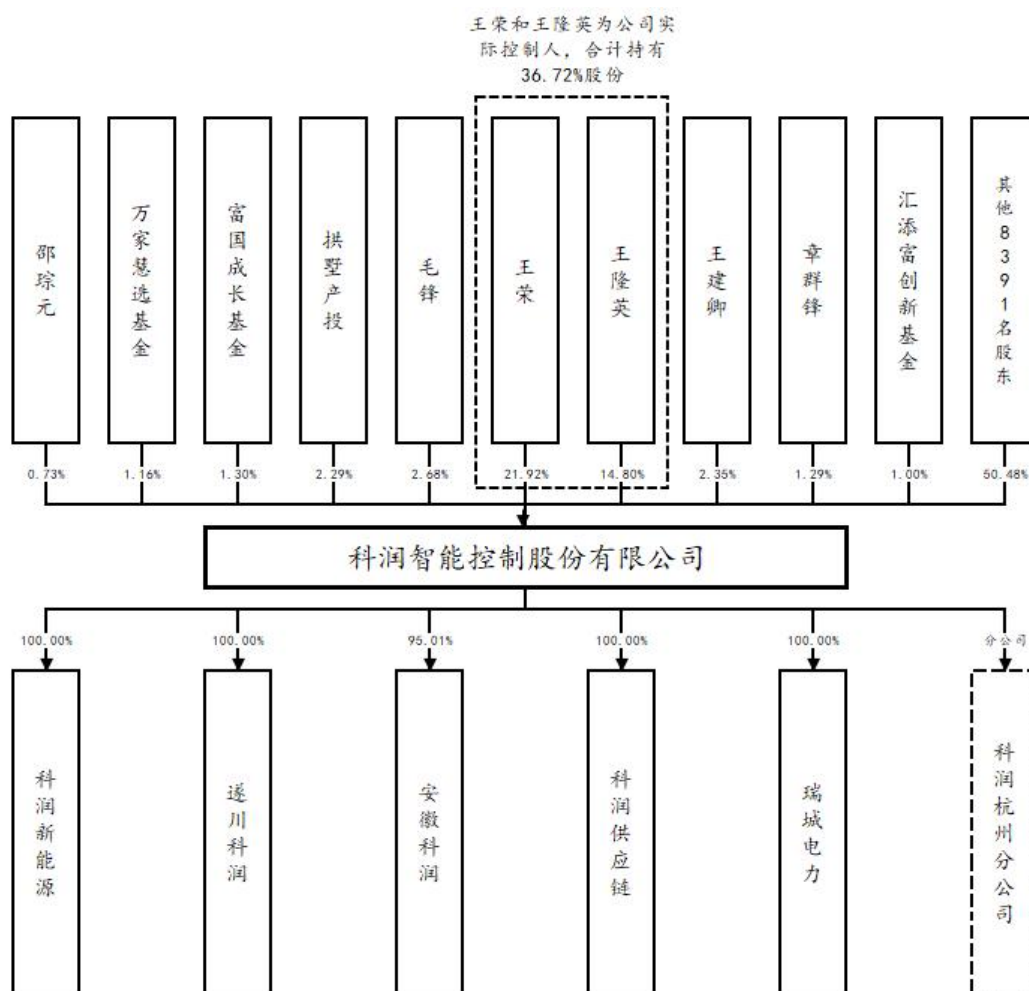 王荣和王隆英为公司实
际控制人，合计持有
36.72%股份
邵琮元
万家慧选基金
富国成长基金
拱墅产投
毛锋
王荣
王隆英
王建卿
章群锋
汇添富创新基金
其他8391名股东
0.73%
1.16%
1.30%
2.29%
2.68%
21.92%
14.80%
2.35%
1.29%
1.00%
50.48%
科润智能控制股份有限公司
100.00%
100.00%
95.01%
100.00%
100.00%
分公司
科润新能源
遂川科润
安徽科润
科润供应链
瑞城电力
科润杭州分公司